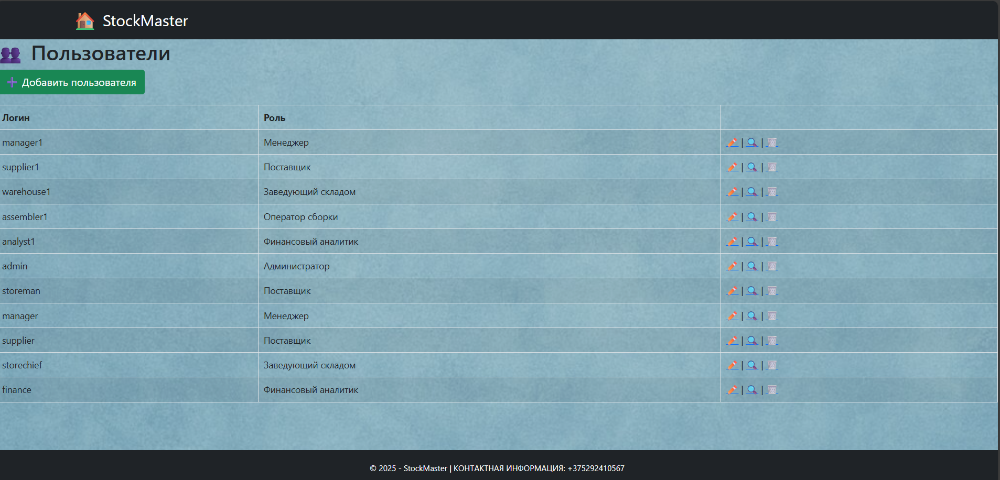 StockMaster
Пользователи
Добавить пользователя
Логин Роль
manager1 Менеджер | |
supplier1 Поставщик | |
warehouse1 Заведующий складом | |
assembler1 Оператор сборки | |
analyst1 Финансовый аналитик | |
admin Администратор | |
storeman Поставщик | |
manager Менеджер | |
supplier Поставщик | |
storechief Заведующий складом | |
finance Финансовый аналитик | |
© 2025 - StockMaster | КОНТАКТНАЯ ИНФОРМАЦИЯ: +375292410567